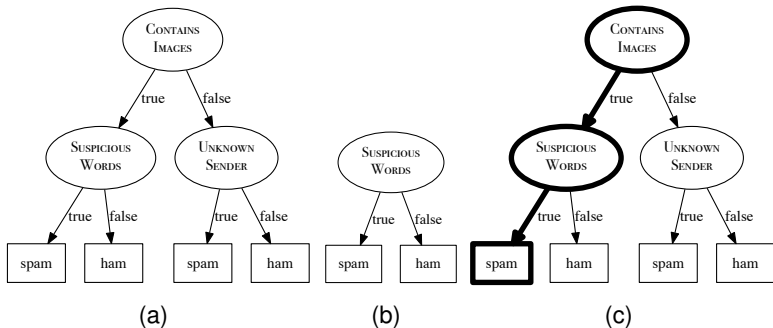 CONTAINS
IMAGES
true
false
SUSPICIOUS
WORDS
UNKNOWN
SENDER
true
false
true
false
spam
ham
spam
ham
(a)
SUSPICIOUS
WORDS
true
false
spam
ham
(b)
CONTAINS
IMAGES
true
false
SUSPICIOUS
WORDS
UNKNOWN
SENDER
true
false
true
false
spam
ham
spam
ham
(c)